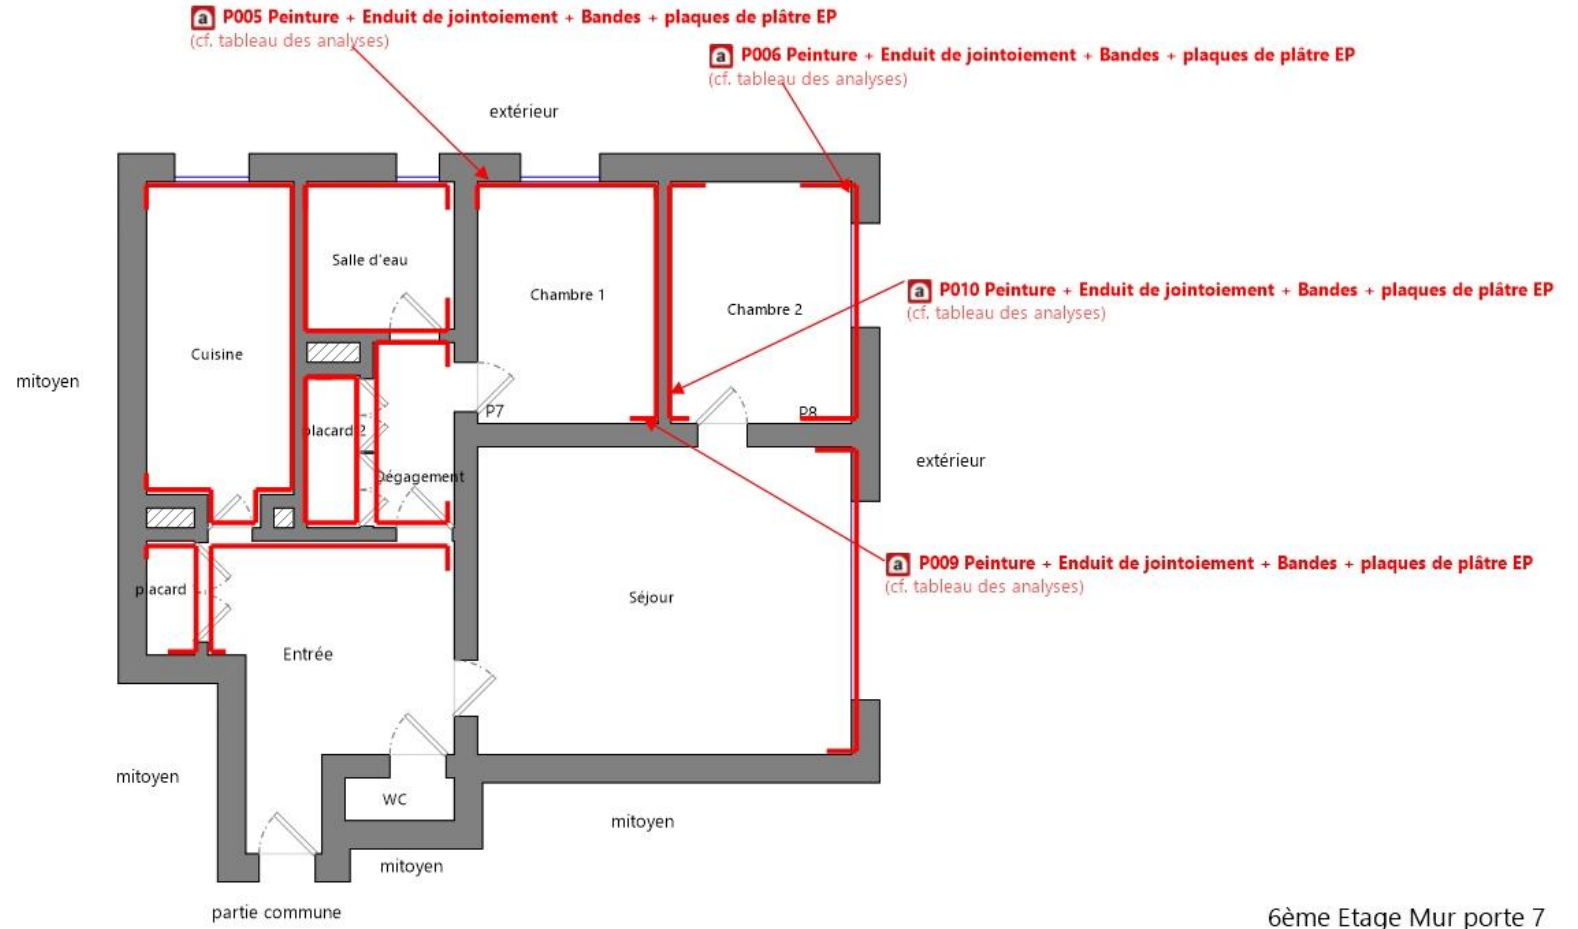 a P005 Peinture + Enduit de jointoiement + Bandes + plaques de plâtre EP
(cf. tableau des analyses)
a P006 Peinture + Enduit de jointoiement + Bandes + plaques de plâtre EP
(cf. tableau des analyses)
extérieur
Salle d'eau
Chambre 1
a P010 Peinture + Enduit de jointoiement + Bandes + plaques de plâtre EP
(cf. tableau des analyses)
Chambre 2
Cuisine
mitoyen
P7
P8
placard 2
extérieur
Dégagement
a P009 Peinture + Enduit de jointoiement + Bandes + plaques de plâtre EP
(cf. tableau des analyses)
placard
Séjour
Entrée
mitoyen
WC
mitoyen
mitoyen
partie commune
6ème Etage Mur porte 7